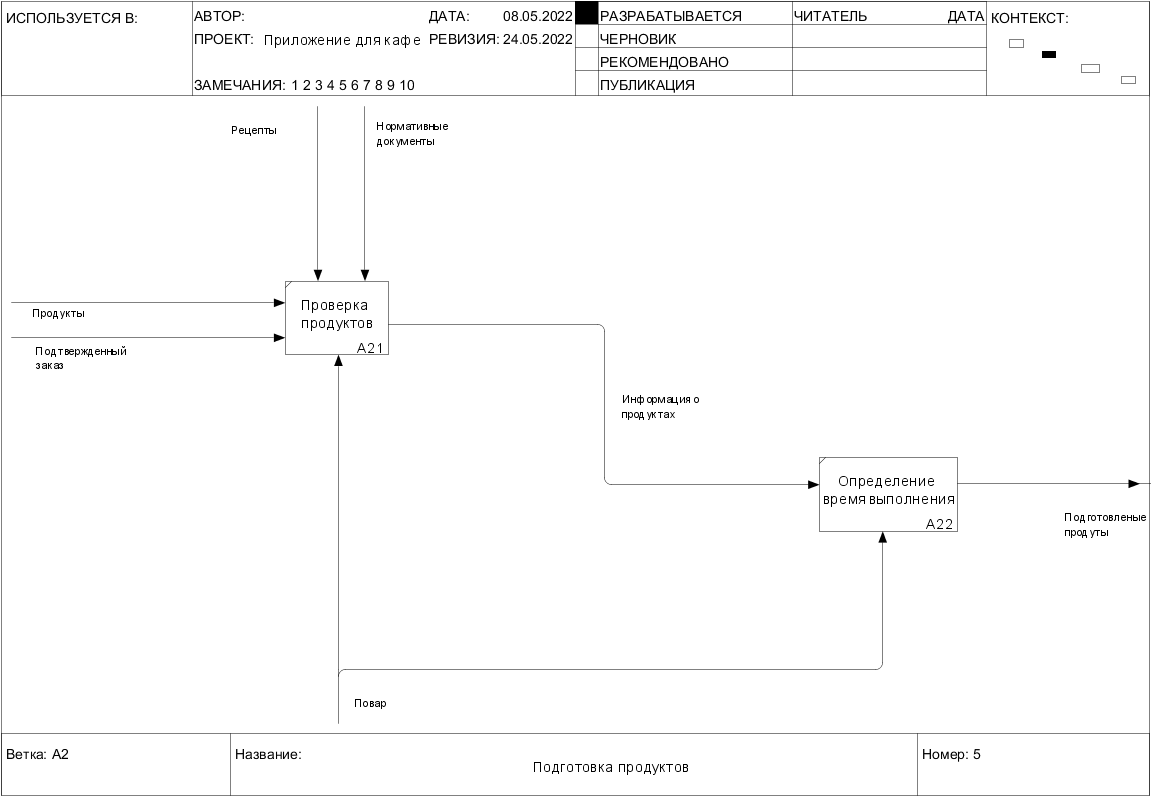 ИСПОЛЬЗУЕТСЯ В:
АВТОР:
ДАТА: 08.05.2022
ПРОЕКТ: Приложение для кафе
РЕВИЗИЯ: 24.05.2022
ЗАМЕЧАНИЯ: 1 2 3 4 5 6 7 8 9 10
РАЗРАБАТЫВАЕТСЯ
ЧЕРНОВИК
РЕКОМЕНДОВАНО
ПУБЛИКАЦИЯ
ЧИТАТЕЛЬ
ДАТА
КОНТЕКСТ:
Рецепты
Нормативные
документы
Продукты
Подтвержденный
заказ
Проверка
продуктов
A21
Информация о
продуктах
Определение
время выполнения
A22
Подготовленые
продуты
Повар
Ветка: A2
Название:
Подготовка продуктов
Номер: 5